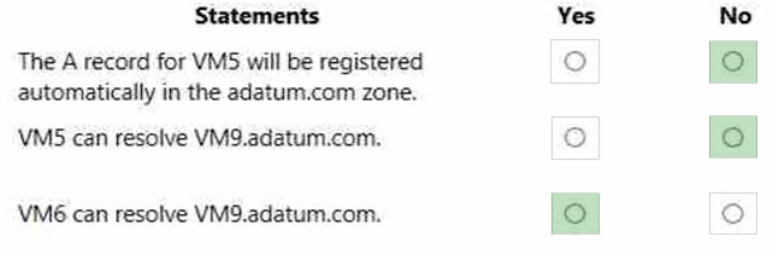 Statements Yes No
The A record for VM5 will be registered
automatically in the adatum.com zone.
VM5 can resolve VM9.adatum.com.
VM6 can resolve VM9.adatum.com.